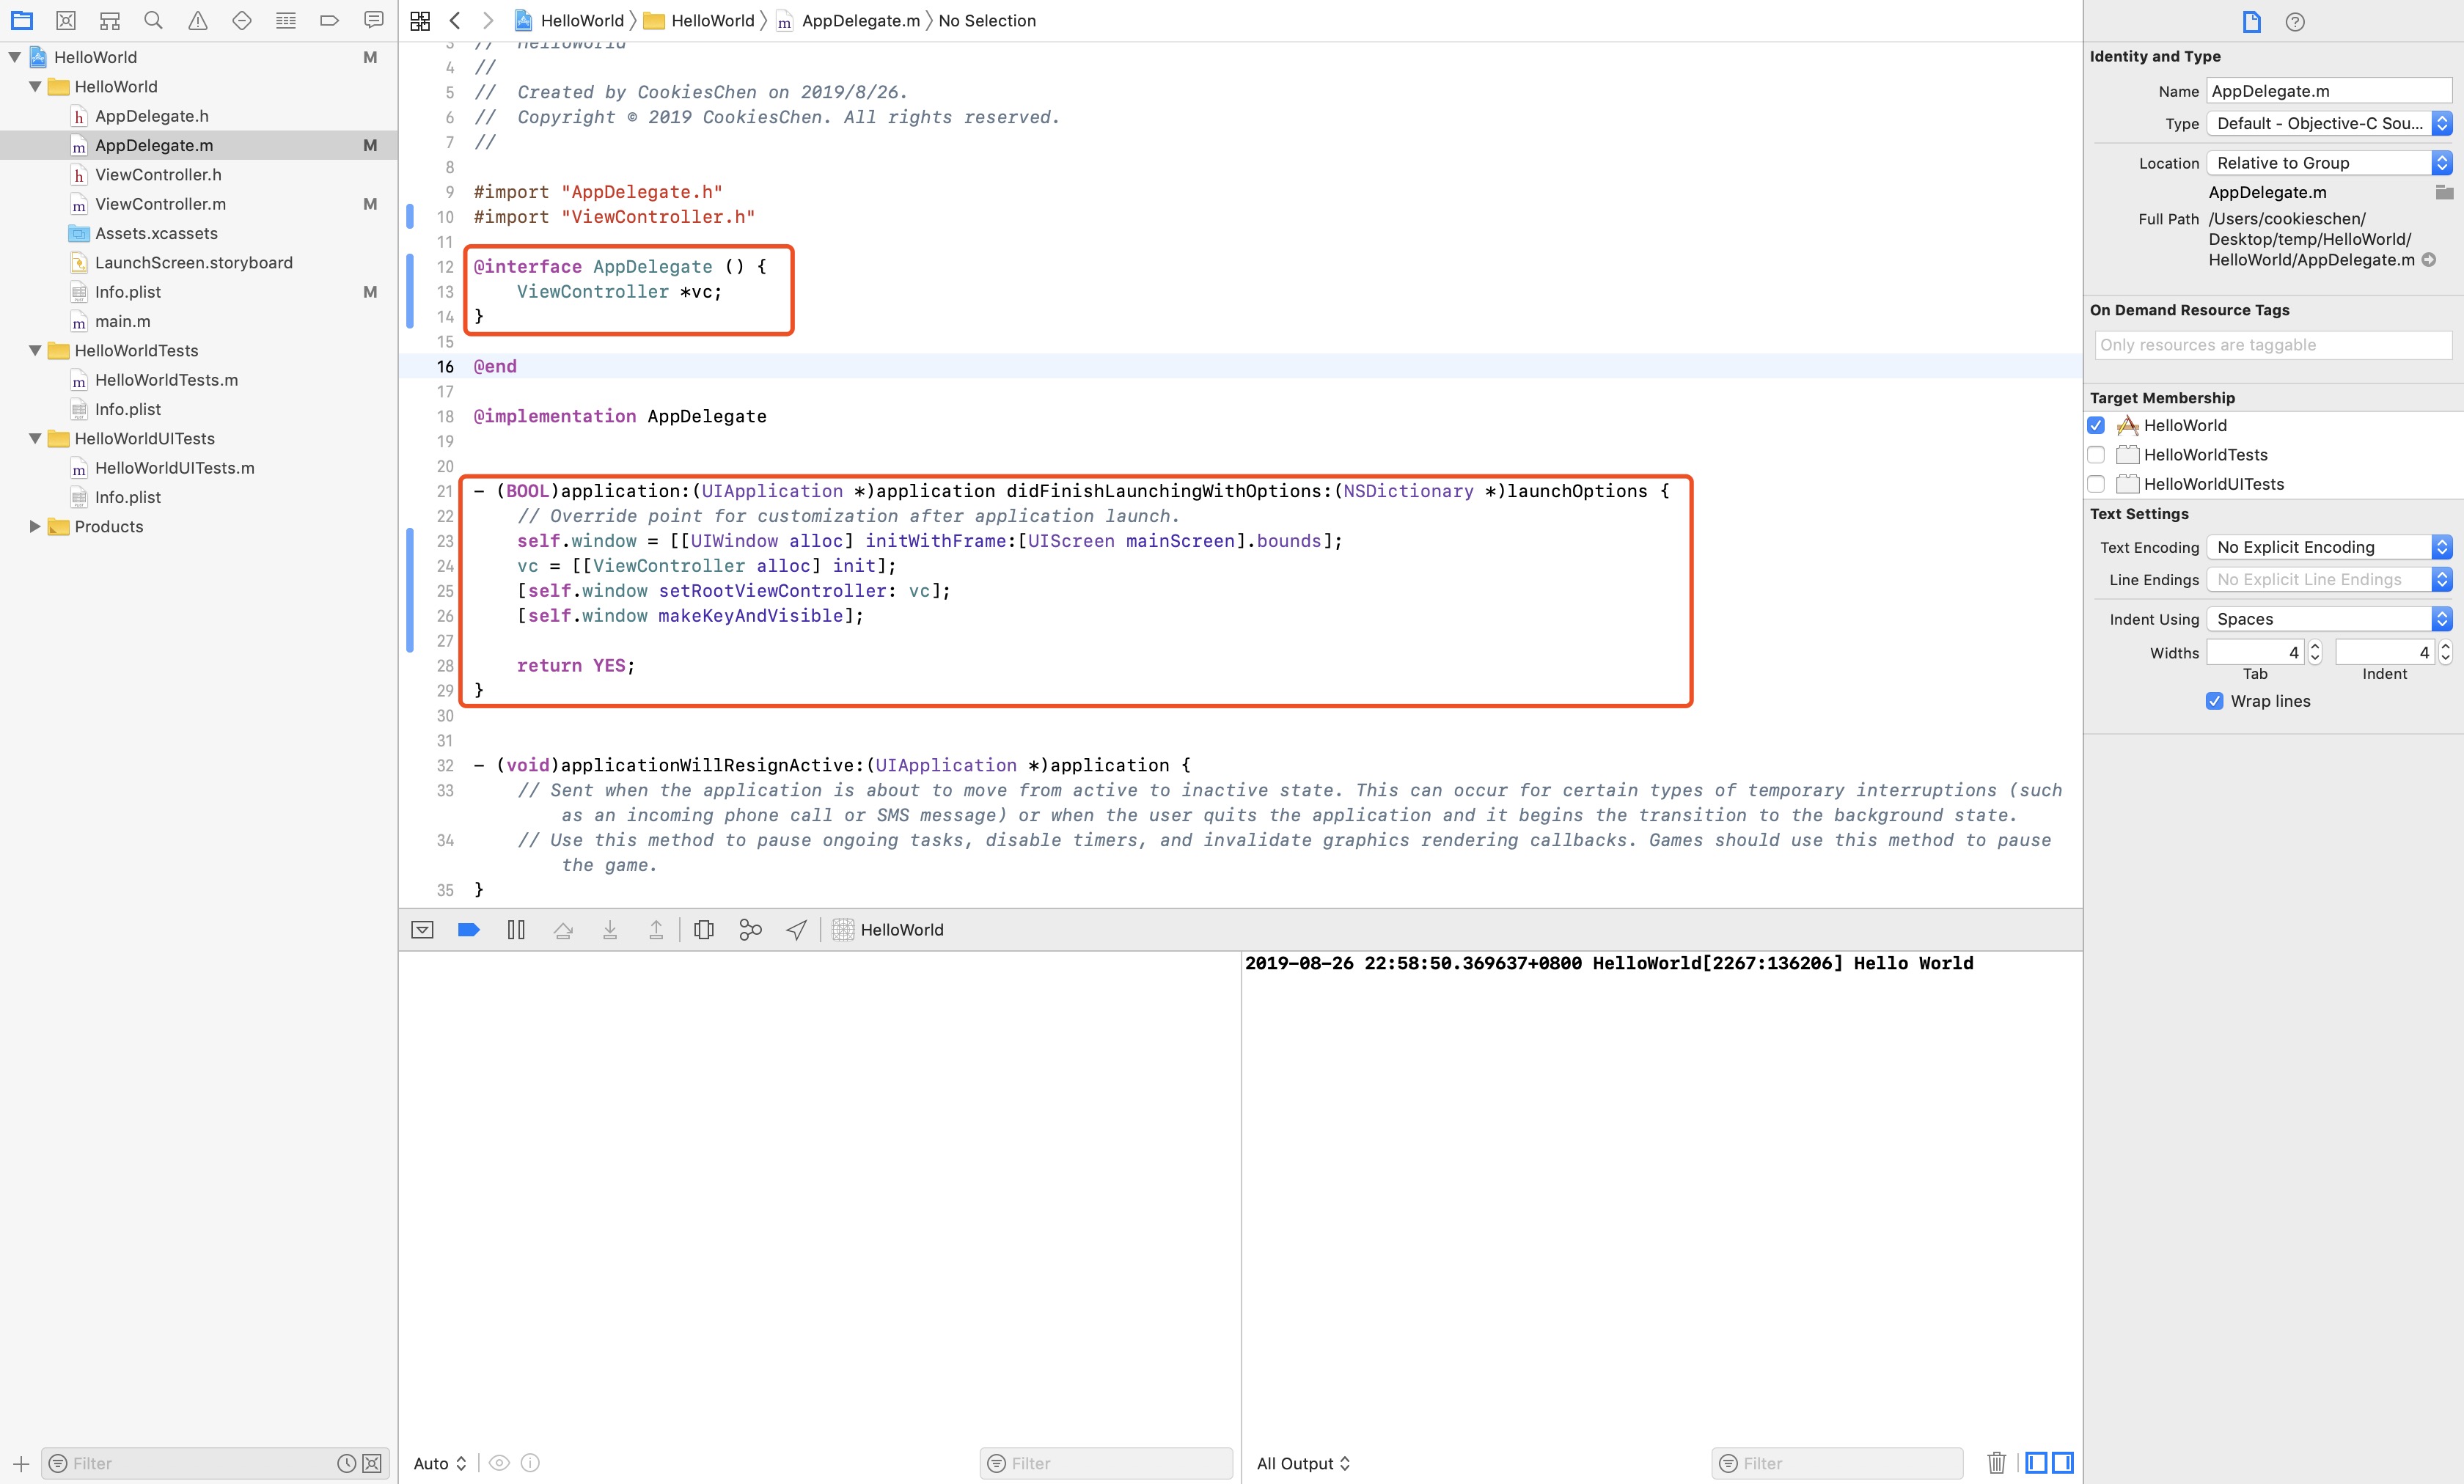 HelloWorld
M
HelloWorld
AppDelegate.h
AppDelegate.m
M
ViewController.h
ViewController.m
M
Assets.xcassets
LaunchScreen.storyboard
Info.plist
M
main.m
HelloWorldTests
HelloWorldTests.m
Info.plist
HelloWorldUITests
HelloWorldUITests.m
Info.plist
Products
Filter
HelloWorld 〉 HelloWorld 〉 AppDelegate.m 〉 No Selection
3 //  HelloWorld
4 //
5 //  Created by CookiesChen on 2019/8/26.
6 //  Copyright © 2019 CookiesChen. All rights reserved.
7 //
8
9 #import "AppDelegate.h"
10 #import "ViewController.h"
11
12 @interface AppDelegate () {
13     ViewController *vc;
14 }
15
16 @end
17
18 @implementation AppDelegate
19
20
21 - (BOOL)application:(UIApplication *)application didFinishLaunchingWithOptions:(NSDictionary *)launchOptions {
22     // Override point for customization after application launch.
23     self.window = [[UIWindow alloc] initWithFrame:[UIScreen mainScreen].bounds];
24     vc = [[ViewController alloc] init];
25     [self.window setRootViewController: vc];
26     [self.window makeKeyAndVisible];
27
28     return YES;
29 }
30
31
32 - (void)applicationWillResignActive:(UIApplication *)application {
33     // Sent when the application is about to move from active to inactive state. This can occur for certain types of temporary interruptions (such
as an incoming phone call or SMS message) or when the user quits the application and it begins the transition to the background state.
34     // Use this method to pause ongoing tasks, disable timers, and invalidate graphics rendering callbacks. Games should use this method to pause
the game.
35 }
HelloWorld
2019-08-26 22:58:50.369637+0800 HelloWorld[2267:136206] Hello World
Auto
Filter
All Output
Filter
Identity and Type
Name AppDelegate.m
Type Default - Objective-C Sou...
Location Relative to Group
AppDelegate.m
Full Path /Users/cookieschen/
Desktop/temp/HelloWorld/
HelloWorld/AppDelegate.m
On Demand Resource Tags
Only resources are taggable
Target Membership
HelloWorld
HelloWorldTests
HelloWorldUITests
Text Settings
Text Encoding No Explicit Encoding
Line Endings No Explicit Line Endings
Indent Using Spaces
Widths 4 4
Tab Indent
Wrap lines